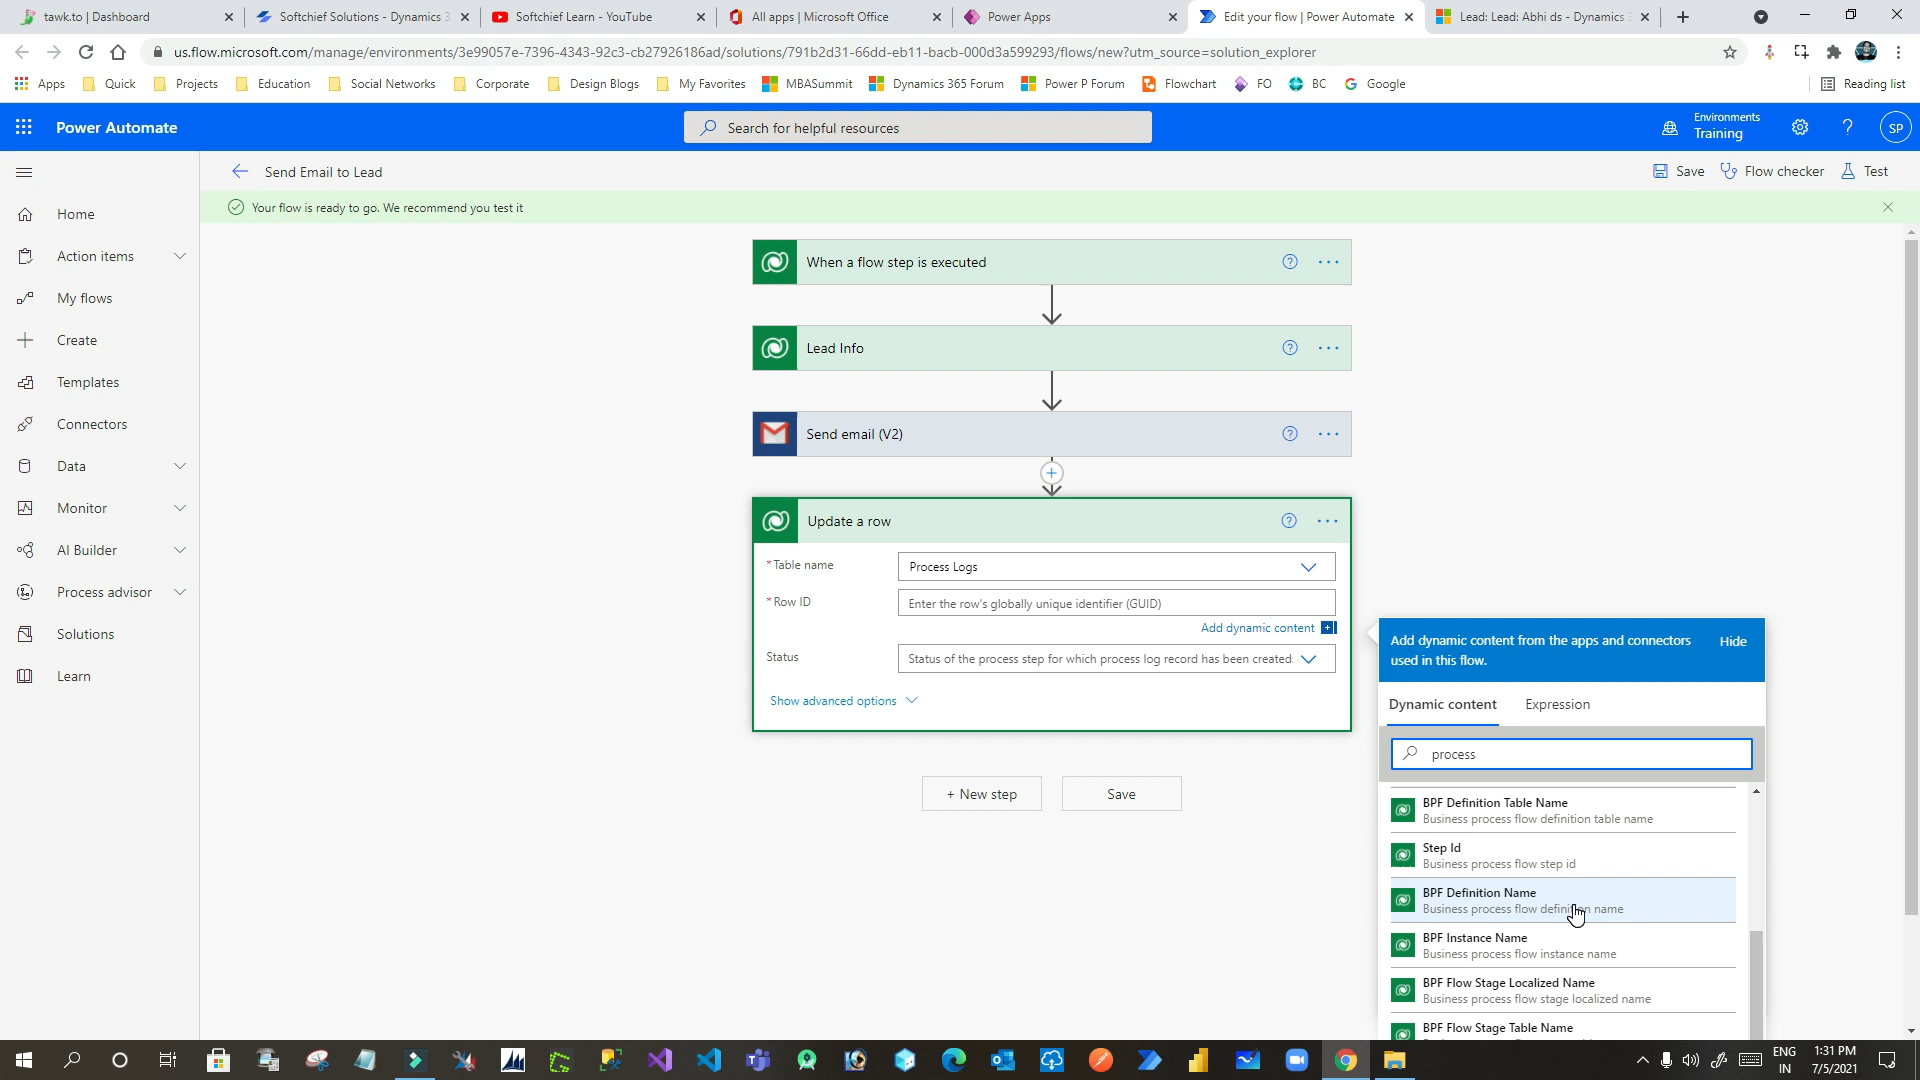 tawk.to | Dashboard
Softchief Solutions - Dynamics 3
Softchief Learn - YouTube
All apps | Microsoft Office
Power Apps
Edit your flow | Power Automate
Lead: Lead: Abhi ds - Dynamics 3
us.flow.microsoft.com/manage/environments/3e99057e-7396-4343-92c3-cb27926186ad/solutions/791b2d31-66dd-eb11-bacb-000d3a599293/flows/new?utm_source=solution_explorer
Apps
Quick
Projects
Education
Social Networks
Corporate
Design Blogs
My Favorites
MBASummit
Dynamics 365 Forum
Power P Forum
Flowchart
FO
BC
Google
Reading list
Power Automate
Search for helpful resources
Environments
Training
SP
Send Email to Lead
Save
Flow checker
Test
Your flow is ready to go. We recommend you test it
Home
Action items
My flows
Create
Templates
Connectors
Data
Monitor
AI Builder
Process advisor
Solutions
Learn
When a flow step is executed
Lead Info
Send email (V2)
Update a row
* Table name
Process Logs
* Row ID
Enter the row's globally unique identifier (GUID)
Add dynamic content
Status
Status of the process step for which process log record has been created
Show advanced options
+ New step
Save
Add dynamic content from the apps and connectors
used in this flow.
Hide
Dynamic content
Expression
process
BPF Definition Table Name
Business process flow definition table name
Step Id
Business process flow step id
BPF Definition Name
Business process flow definition name
BPF Instance Name
Business process flow instance name
BPF Flow Stage Localized Name
Business process flow stage localized name
BPF Flow Stage Table Name
ENG
IN
1:31 PM
7/5/2021